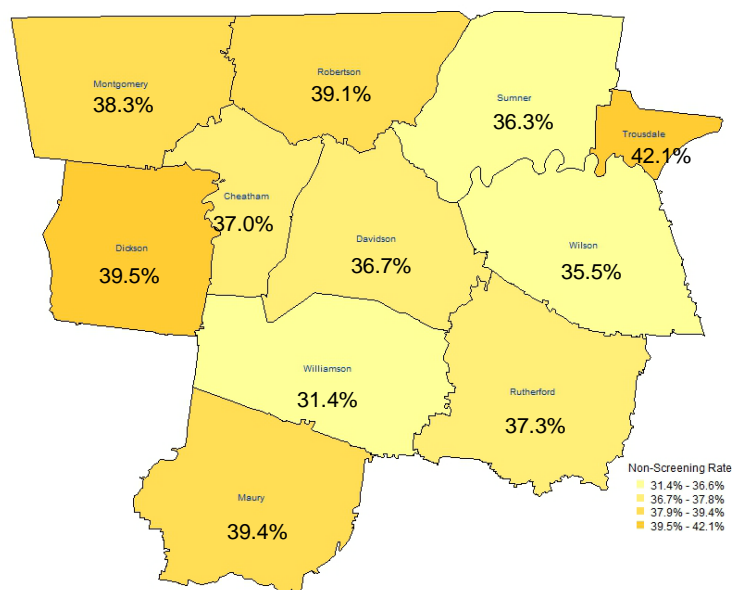 Montgomery
38.3%
Robertson
39.1%
Sumner
36.3%
Trousdale
42.1%
Cheatham
37.0%
Dickson
39.5%
Davidson
36.7%
Wilson
35.5%
Williamson
31.4%
Rutherford
37.3%
Maury
39.4%
Non-Screening Rate
31.4% - 36.6%
36.7% - 37.8%
37.9% - 39.4%
39.5% - 42.1%